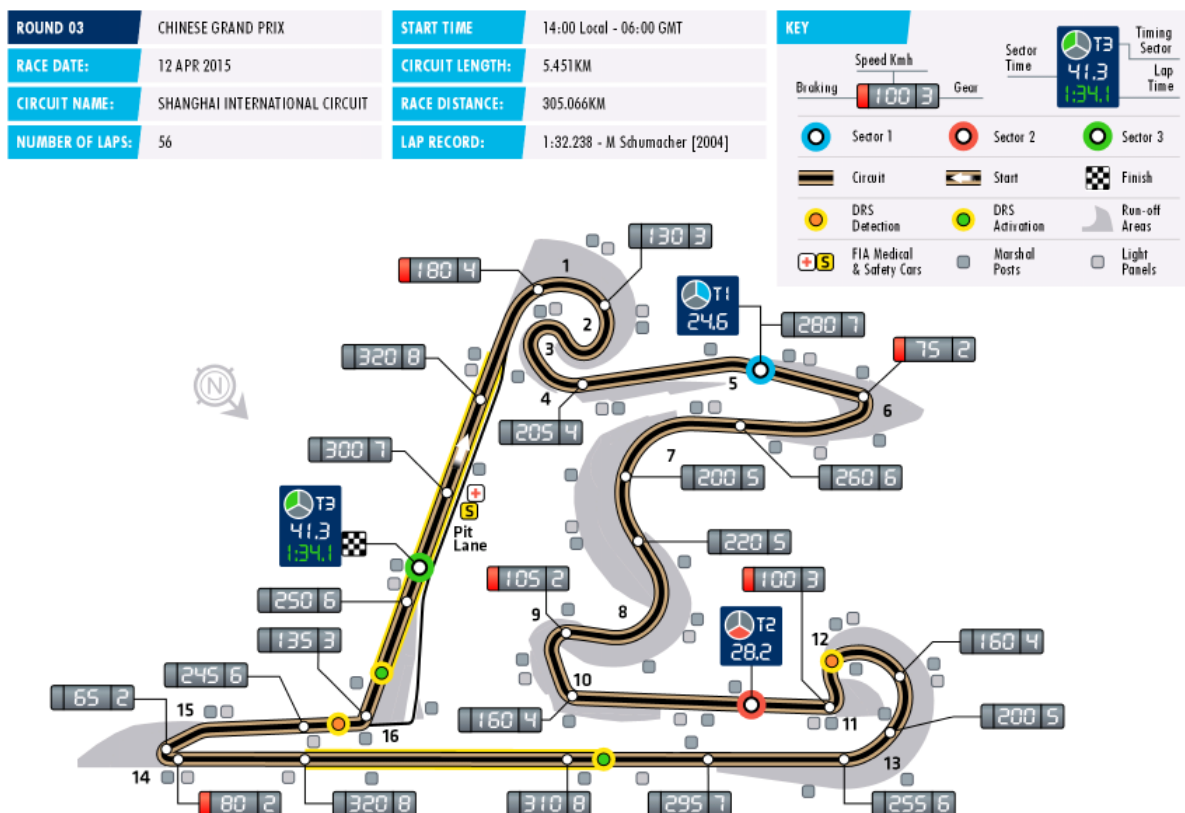 ROUND 03
CHINESE GRAND PRIX
RACE DATE:
12 APR 2015
CIRCUIT NAME:
SHANGHAI INTERNATIONAL CIRCUIT
NUMBER OF LAPS:
56
START TIME
14:00 Local - 06:00 GMT
CIRCUIT LENGTH:
5.451KM
RACE DISTANCE:
305.066KM
LAP RECORD:
1:32.238 - M Schumacher [2004]
KEY
Speed Kmh
Braking
100 3
Gear
Sector
Time
T3
41.3
1:34.1
Timing
Sector
Lap
Time
Sector 1
Sector 2
Sector 3
Circuit
Start
Finish
DRS
Detection
DRS
Activation
Run-off
Areas
S
FIA Medical
& Safety Cars
Marshal
Posts
Light
Panels
130 3
1
180 4
T1
24.6
2
280 7
3
320 8
75 2
5
4
6
205 4
300 7
7
200 5
260 6
T3
41.3
1:34.1
S
Pit
Lane
220 5
105 2
100 3
250 6
9
8
T2
28.2
12
135 3
160 4
245 6
10
65 2
15
160 4
11
200 5
16
13
14
80 2
320 8
310 8
295 7
255 6